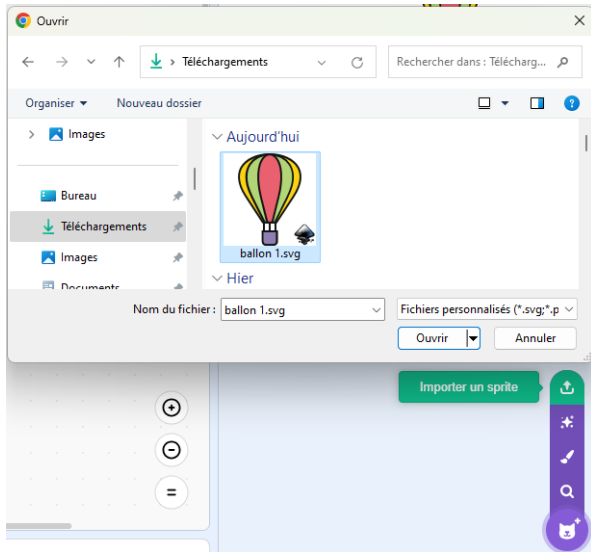 Ouvrir
Téléchargements
Rechercher dans : Télécharg...
Organiser
Nouveau dossier
Images
Aujourd'hui
Bureau
Téléchargements
ballon 1.svg
Images
Hier
Documents
Nom du fichier :
ballon 1.svg
Fichiers personnalisés (*.svg;*.p
Ouvrir
Annuler
Importer un sprite